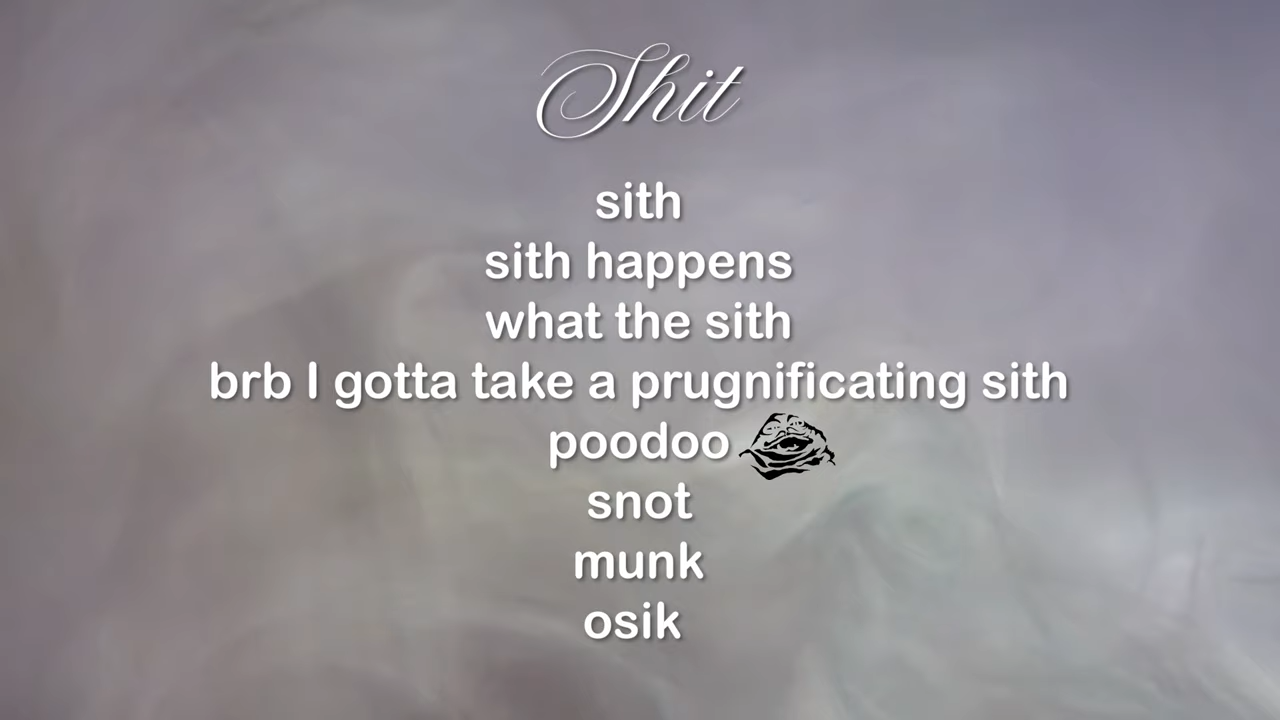 Shit
sith
sith happens
what the sith
brb I gotta take a prugnificating sith
poodoo
snot
munk
osik